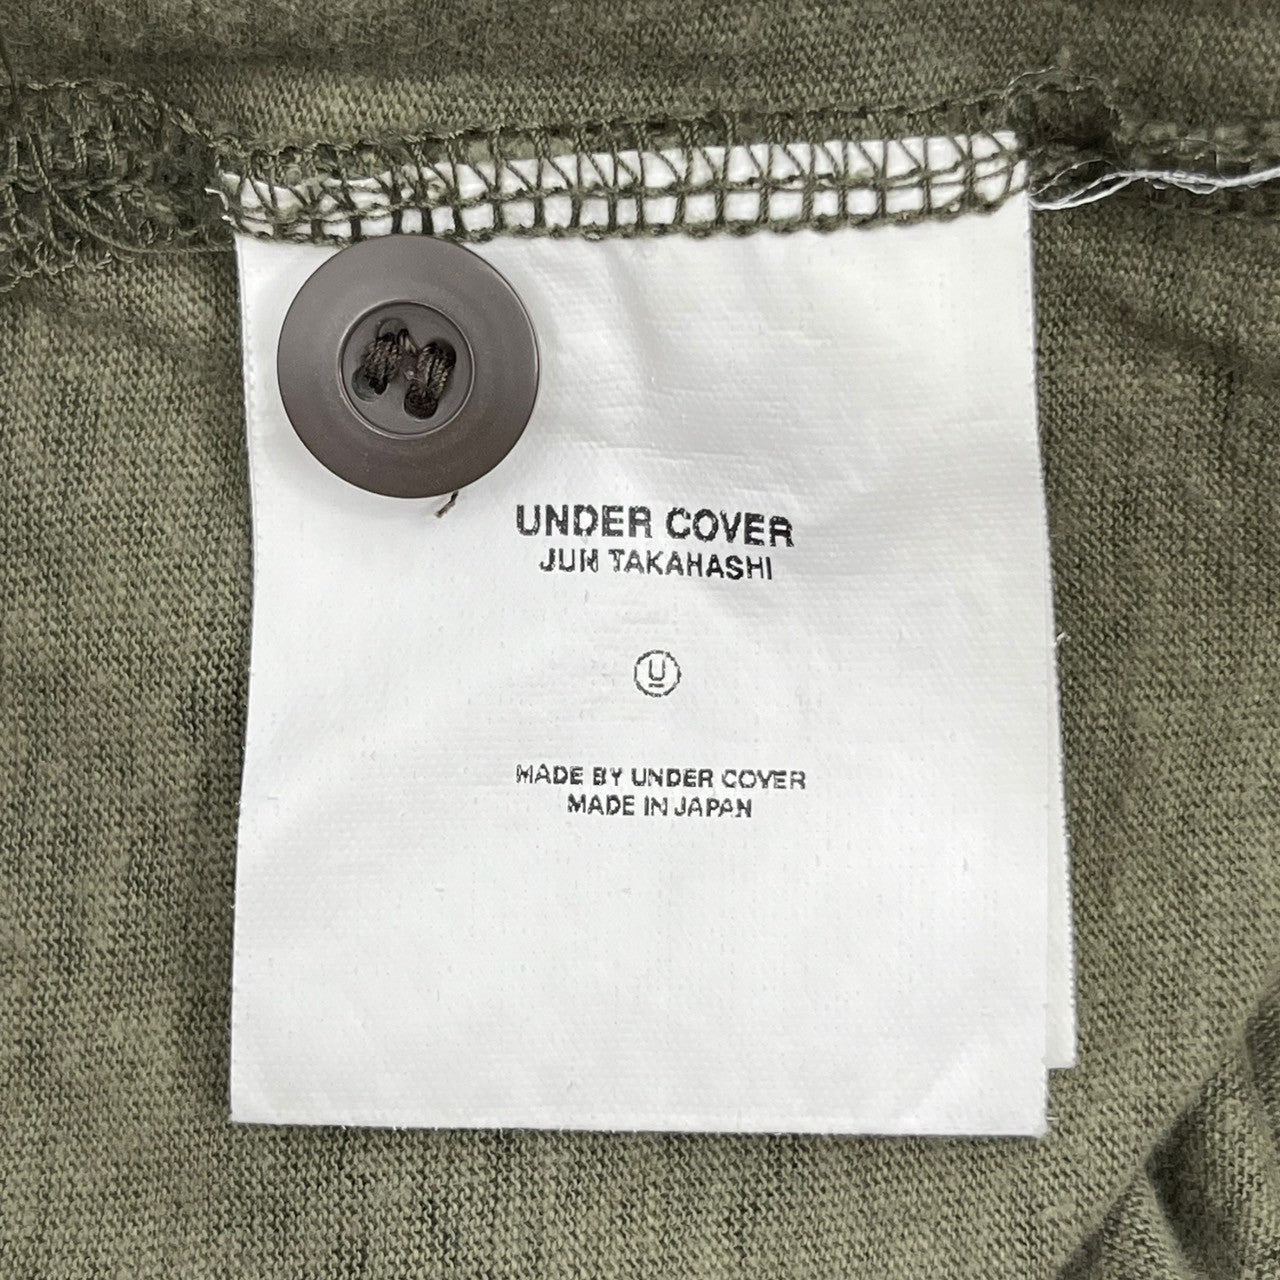 UNDER COVER
JUN TAKAHASHI
U
MADE BY UNDER COVER
MADE IN JAPAN